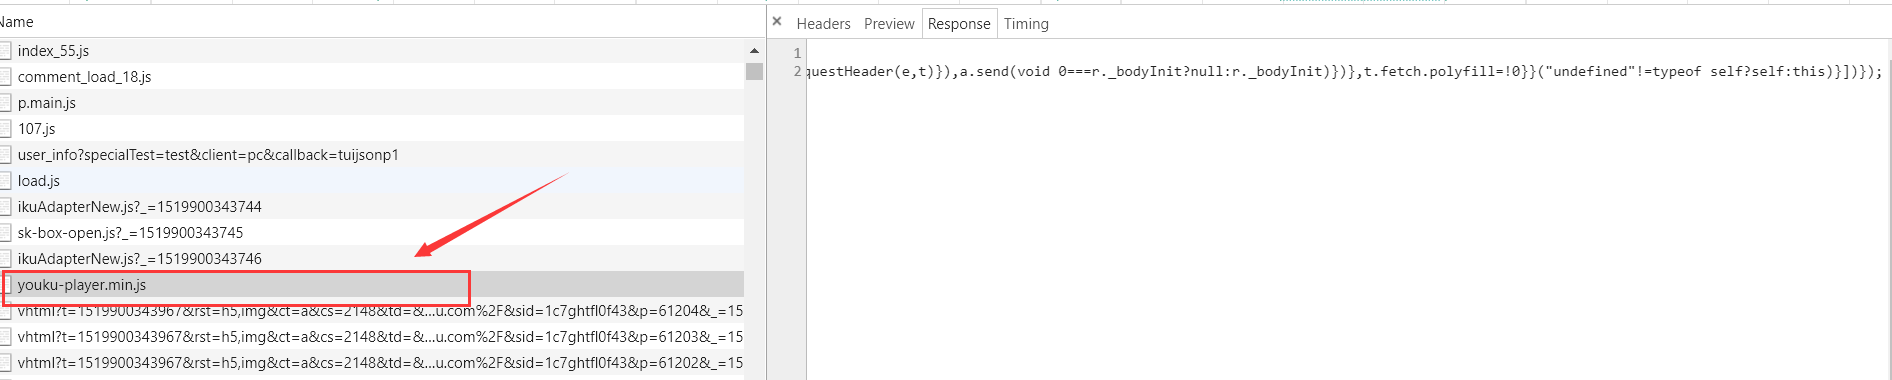 Name
index_55.js
comment_load_18.js
p.main.js
107.js
user_info?specialTest=test&client=pc&callback=tuijsonp1
load.js
ikuAdapterNew.js?_=1519900343744
sk-box-open.js?_=1519900343745
ikuAdapterNew.js?_=1519900343746
youku-player.min.js
vhtml?t=1519900343967&rst=h5,img&ct=a&cs=2148&td=&...u.com%2F&sid=1c7ghtfl0f43&p=61204&_=15
vhtml?t=1519900343967&rst=h5,img&ct=a&cs=2148&td=&...u.com%2F&sid=1c7ghtfl0f43&p=61203&_=15
vhtml?t=1519900343967&rst=h5,img&ct=a&cs=2148&td=&...u.com%2F&sid=1c7ghtfl0f43&p=61202&_=15
× Headers Preview Response Timing
1
2 questHeader(e,t)}),a.send(void 0===r._bodyInit?null:r._bodyInit)})},t.fetch.polyfill=!0}}("undefined"!=typeof self?self:this)}])});